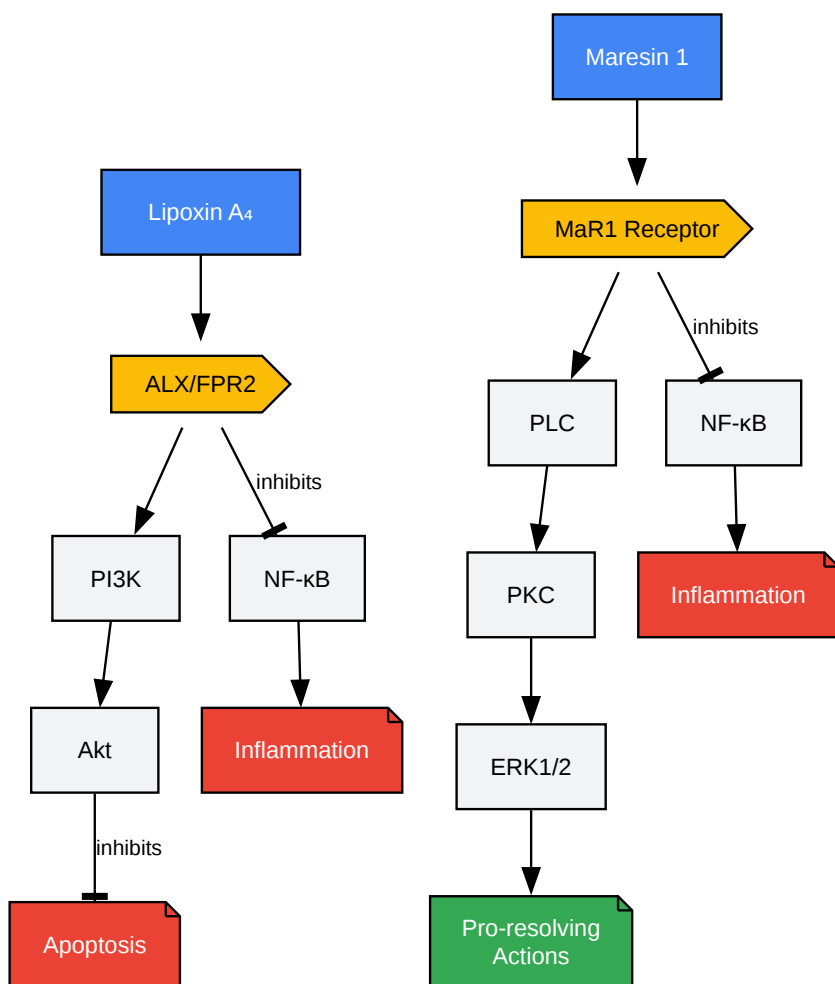 Maresin 1
Lipoxin A₄
MaR1 Receptor
inhibits
ALX/FPR2
PLC
NF-κB
inhibits
PI3K
NF-κB
PKC
Inflammation
Akt
Inflammation
ERK1/2
inhibits
Apoptosis
Pro-resolving
Actions